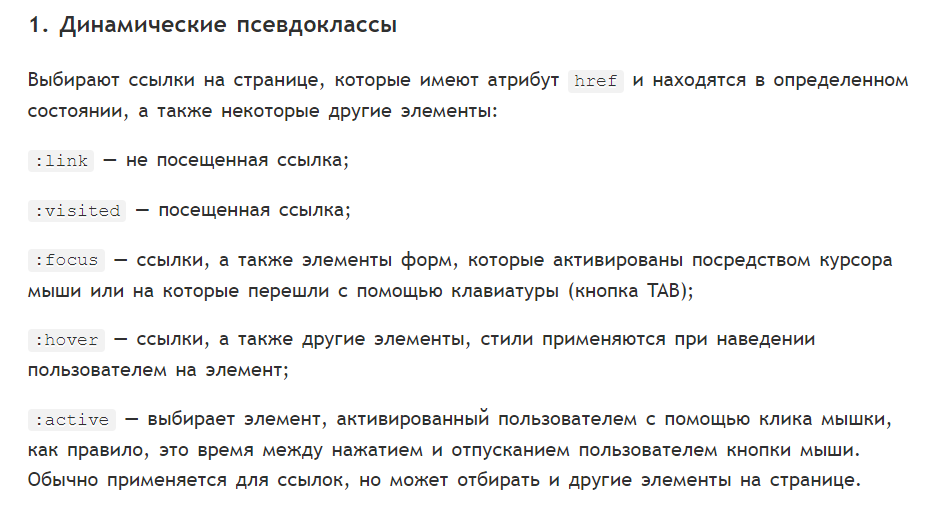 1. Динамические псевдоклассы
Выбирают ссылки на странице, которые имеют атрибут href и находятся в определенном
состоянии, а также некоторые другие элементы:
:link — не посещенная ссылка;
:visited — посещенная ссылка;
:focus — ссылки, а также элементы форм, которые активированы посредством курсора
мыши или на которые перешли с помощью клавиатуры (кнопка TAB);
:hover — ссылки, а также другие элементы, стили применяются при наведении
пользователем на элемент;
:active — выбирает элемент, активированный пользователем с помощью клика мышки,
как правило, это время между нажатием и отпусканием пользователем кнопки мыши.
Обычно применяется для ссылок, но может отбирать и другие элементы на странице.